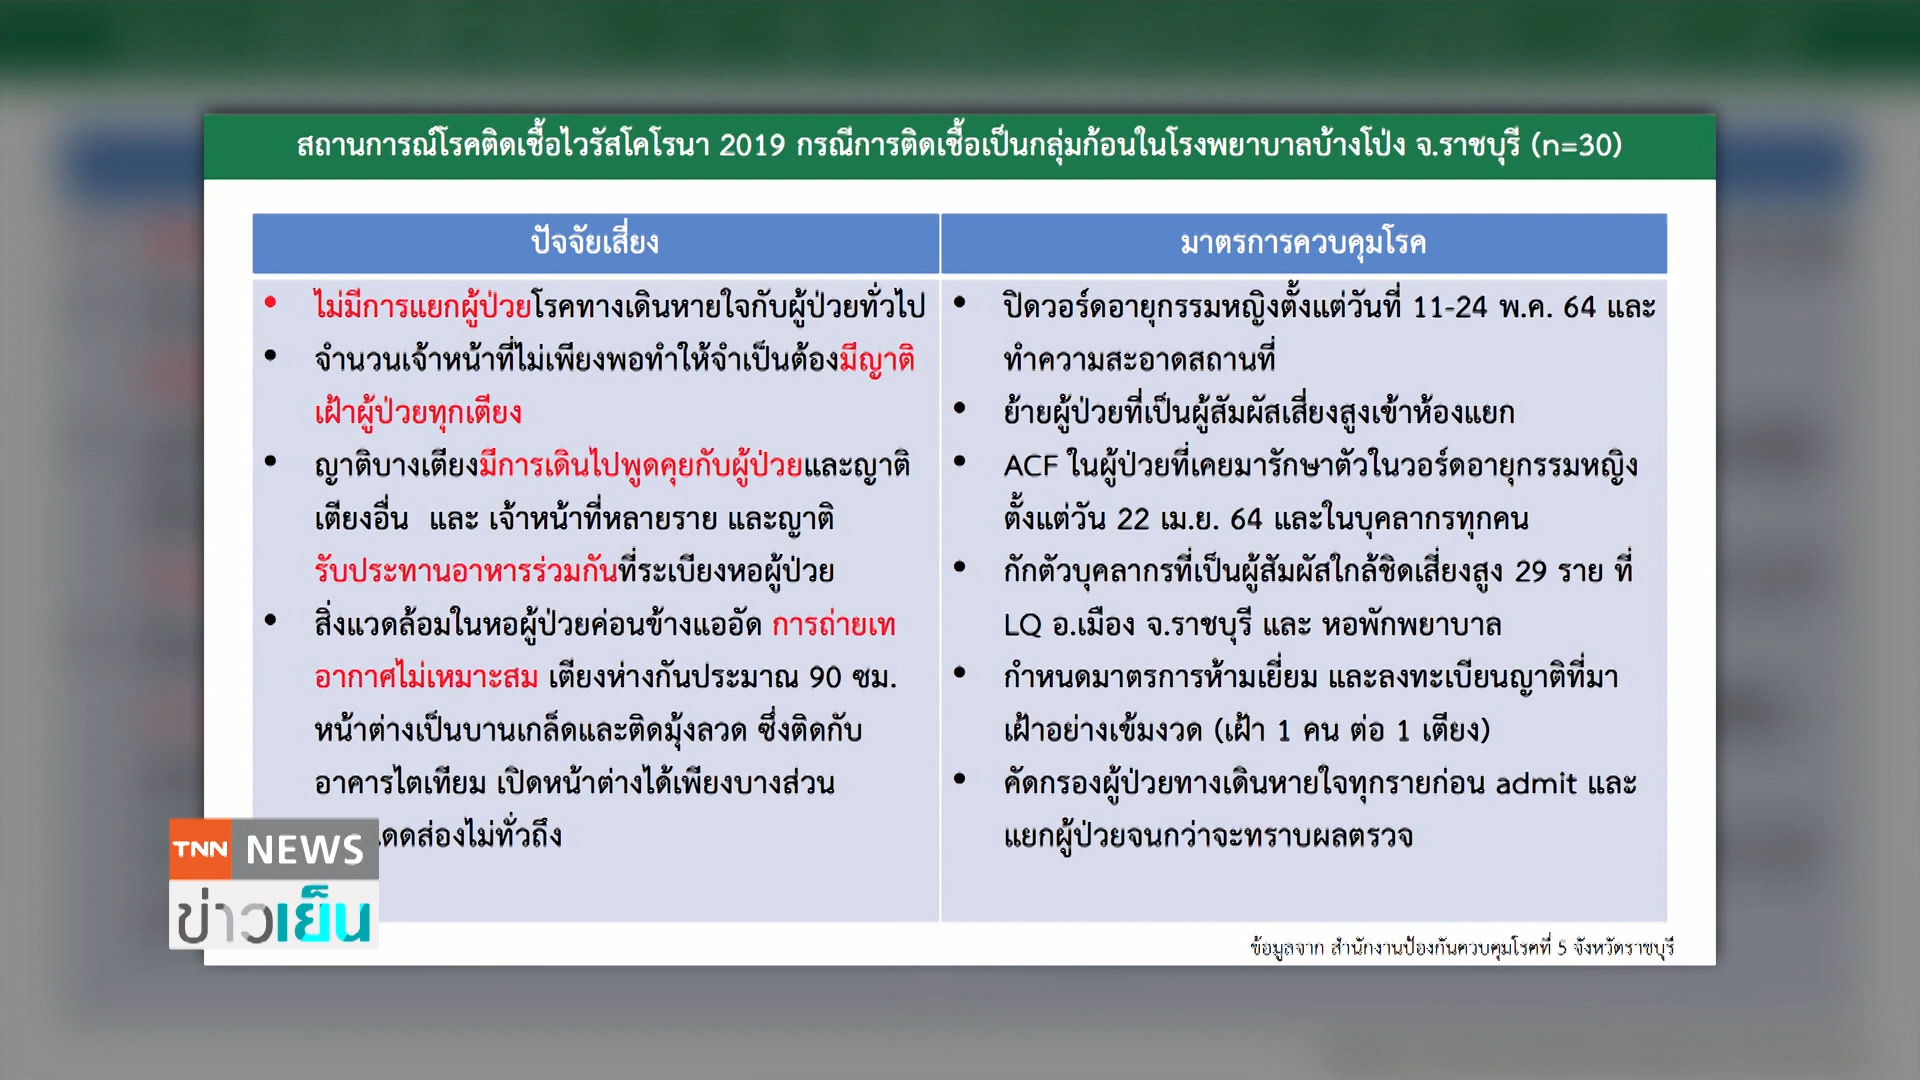 สถานการณ์โรคติดเชื้อไวรัสโคโรนา 2019 กรณีการติดเชื้อเป็นกลุ่มก้อนในโรงพยาบาลบ้างโป่ง จ.ราชบุรี (n=30)
ปัจจัยเสี่ยง
• ไม่มีการแยกผู้ป่วยโรคทางเดินหายใจกับผู้ป่วยทั่วไป
• จำนวนเจ้าหน้าที่ไม่เพียงพอทำให้จำเป็นต้องมีญาติ
เฝ้าผู้ป่วยทุกเตียง
• ญาติบางเตียงมีการเดินไปพูดคุยกับผู้ป่วยและญาติ
เตียงอื่น และ เจ้าหน้าที่หลายราย และญาติ
รับประทานอาหารร่วมกันที่ระเบียงหอผู้ป่วย
• สิ่งแวดล้อมในหอผู้ป่วยค่อนข้างแออัด การถ่ายเท
อากาศไม่เหมาะสม เตียงห่างกันประมาณ 90 ซม.
หน้าต่างเป็นบานเกล็ดและติดมุ้งลวด ซึ่งติดกับ
อาคารไตเทียม เปิดหน้าต่างได้เพียงบางส่วน
แดดส่องไม่ทั่วถึง
มาตรการควบคุมโรค
• ปิดวอร์ดอายุกรรมหญิงตั้งแต่วันที่ 11-24 พ.ค. 64 และ
ทำความสะอาดสถานที่
• ย้ายผู้ป่วยที่เป็นผู้สัมผัสเสี่ยงสูงเข้าห้องแยก
• ACF ในผู้ป่วยที่เคยมารักษาตัวในวอร์ดอายุกรรมหญิง
ตั้งแต่วัน 22 เม.ย. 64 และในบุคลากรทุกคน
• กักตัวบุคลากรที่เป็นผู้สัมผัสใกล้ชิดเสี่ยงสูง 29 ราย ที่
LQ อ.เมือง จ.ราชบุรี และ หอพักพยาบาล
• กำหนดมาตรการห้ามเยี่ยม และลงทะเบียนญาติที่มา
เฝ้าอย่างเข้มงวด (เฝ้า 1 คน ต่อ 1 เตียง)
• คัดกรองผู้ป่วยทางเดินหายใจทุกรายก่อน admit และ
แยกผู้ป่วยจนกว่าจะทราบผลตรวจ
ข้อมูลจาก สำนักงานป้องกันควบคุมโรคที่ 5 จังหวัดราชบุรี
TNN NEWS
ข่าวเย็น